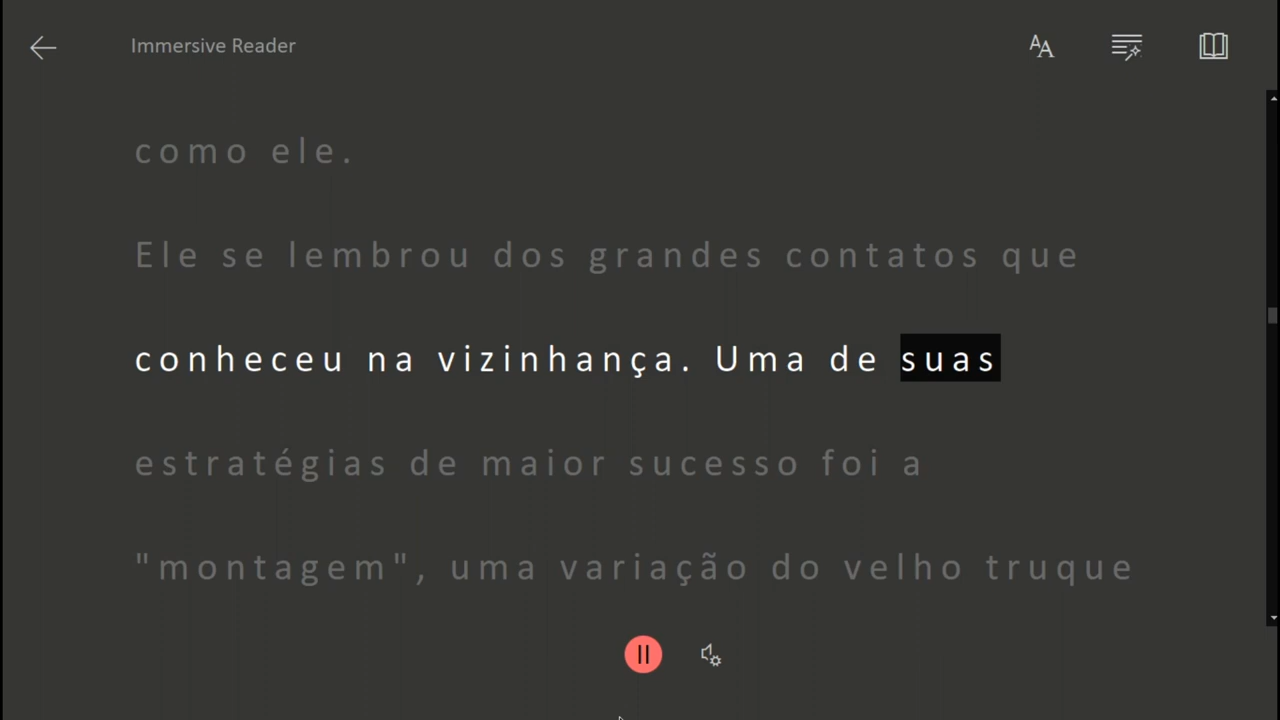 Immersive Reader
como ele.
Ele se lembrou dos grandes contatos que
conheceu na vizinhança. Uma de suas
estratégias de maior sucesso foi a
"montagem", uma variação do velho truque